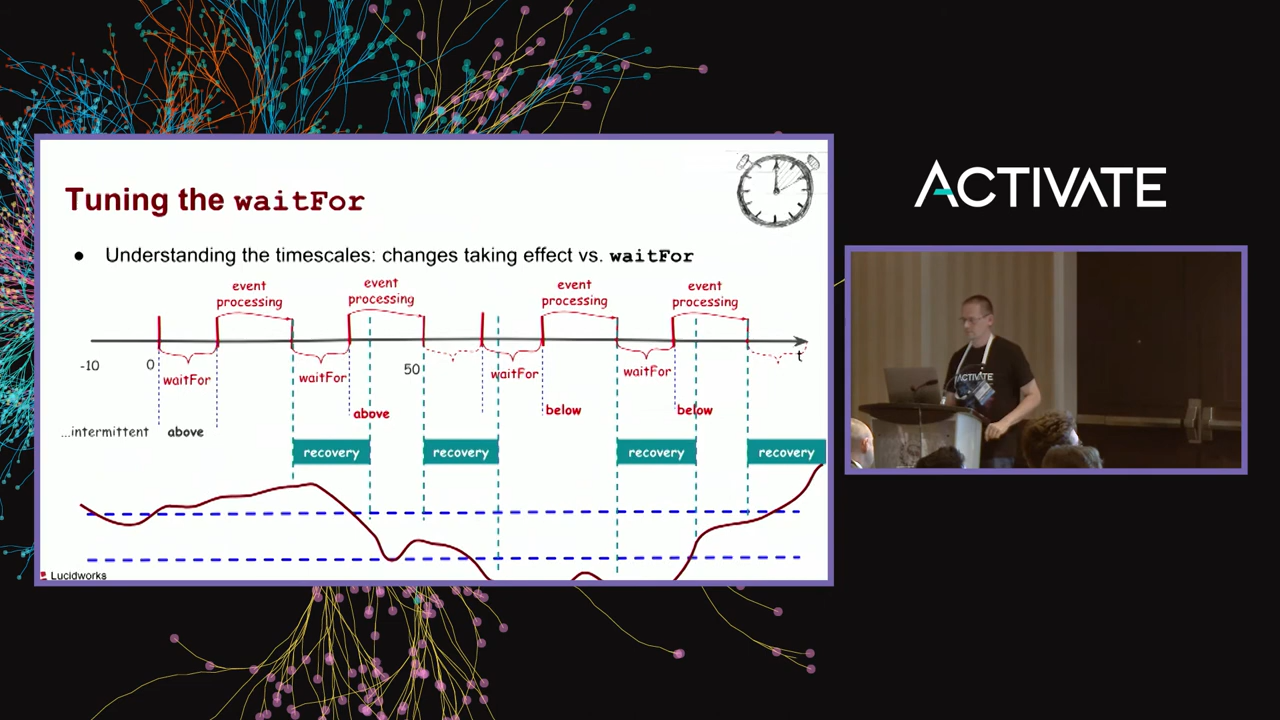 ACTIVATE
Tuning the waitFor
● Understanding the timescales: changes taking effect vs. waitFor
event processing
event processing
event processing
event processing
-10
0
50
t
waitFor
waitFor
waitFor
waitFor
...intermittent
above
above
below
below
recovery
recovery
recovery
recovery
Lucidworks
ACTIVATE